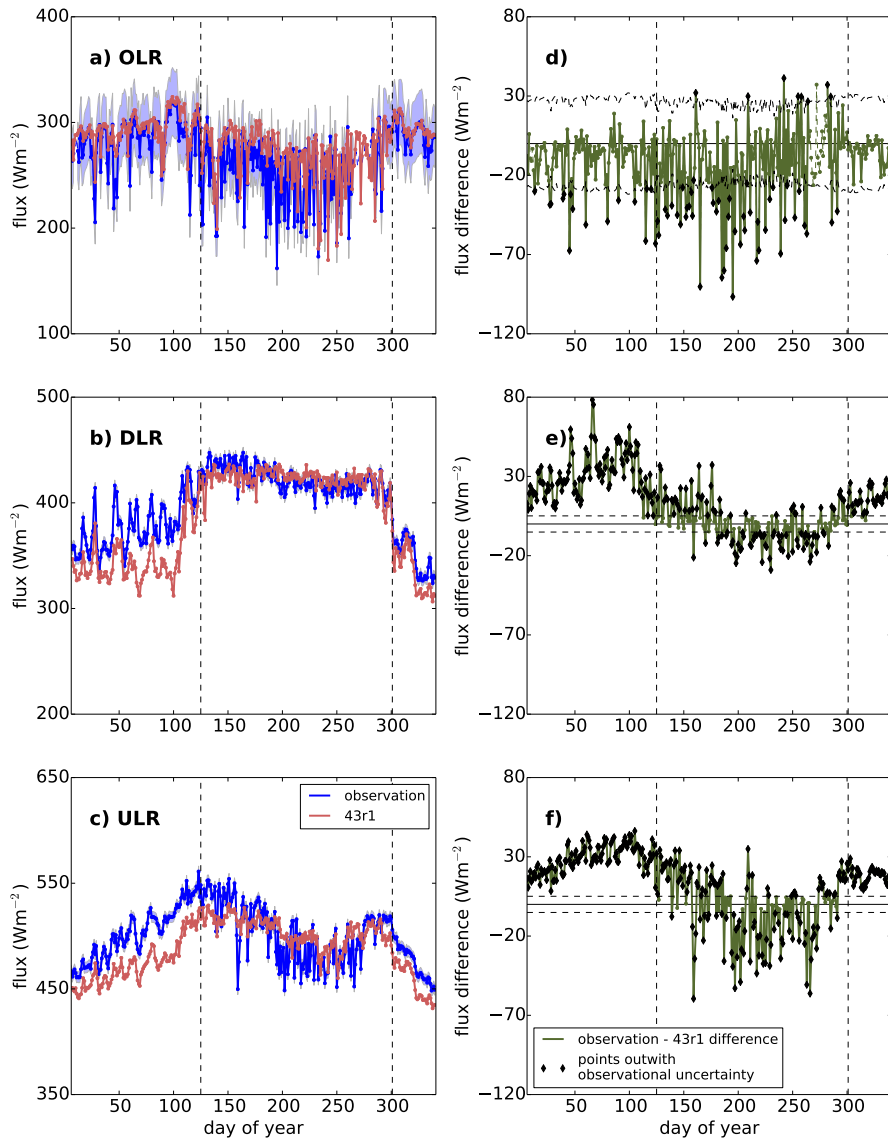 a) OLR
flux (Wm−2)
400
300
200
100
50 100 150 200 250 300
d)
flux difference (Wm−2)
80
30
−20
−70
−120
50 100 150 200 250 300
b) DLR
flux (Wm−2)
500
400
300
200
50 100 150 200 250 300
e)
flux difference (Wm−2)
80
30
−20
−70
−120
50 100 150 200 250 300
c) ULR
observation
43r1
flux (Wm−2)
650
550
450
350
50 100 150 200 250 300
day of year
f)
flux difference (Wm−2)
80
30
−20
−70
−120
observation - 43r1 difference
points outwith
observational uncertainty
50 100 150 200 250 300
day of year